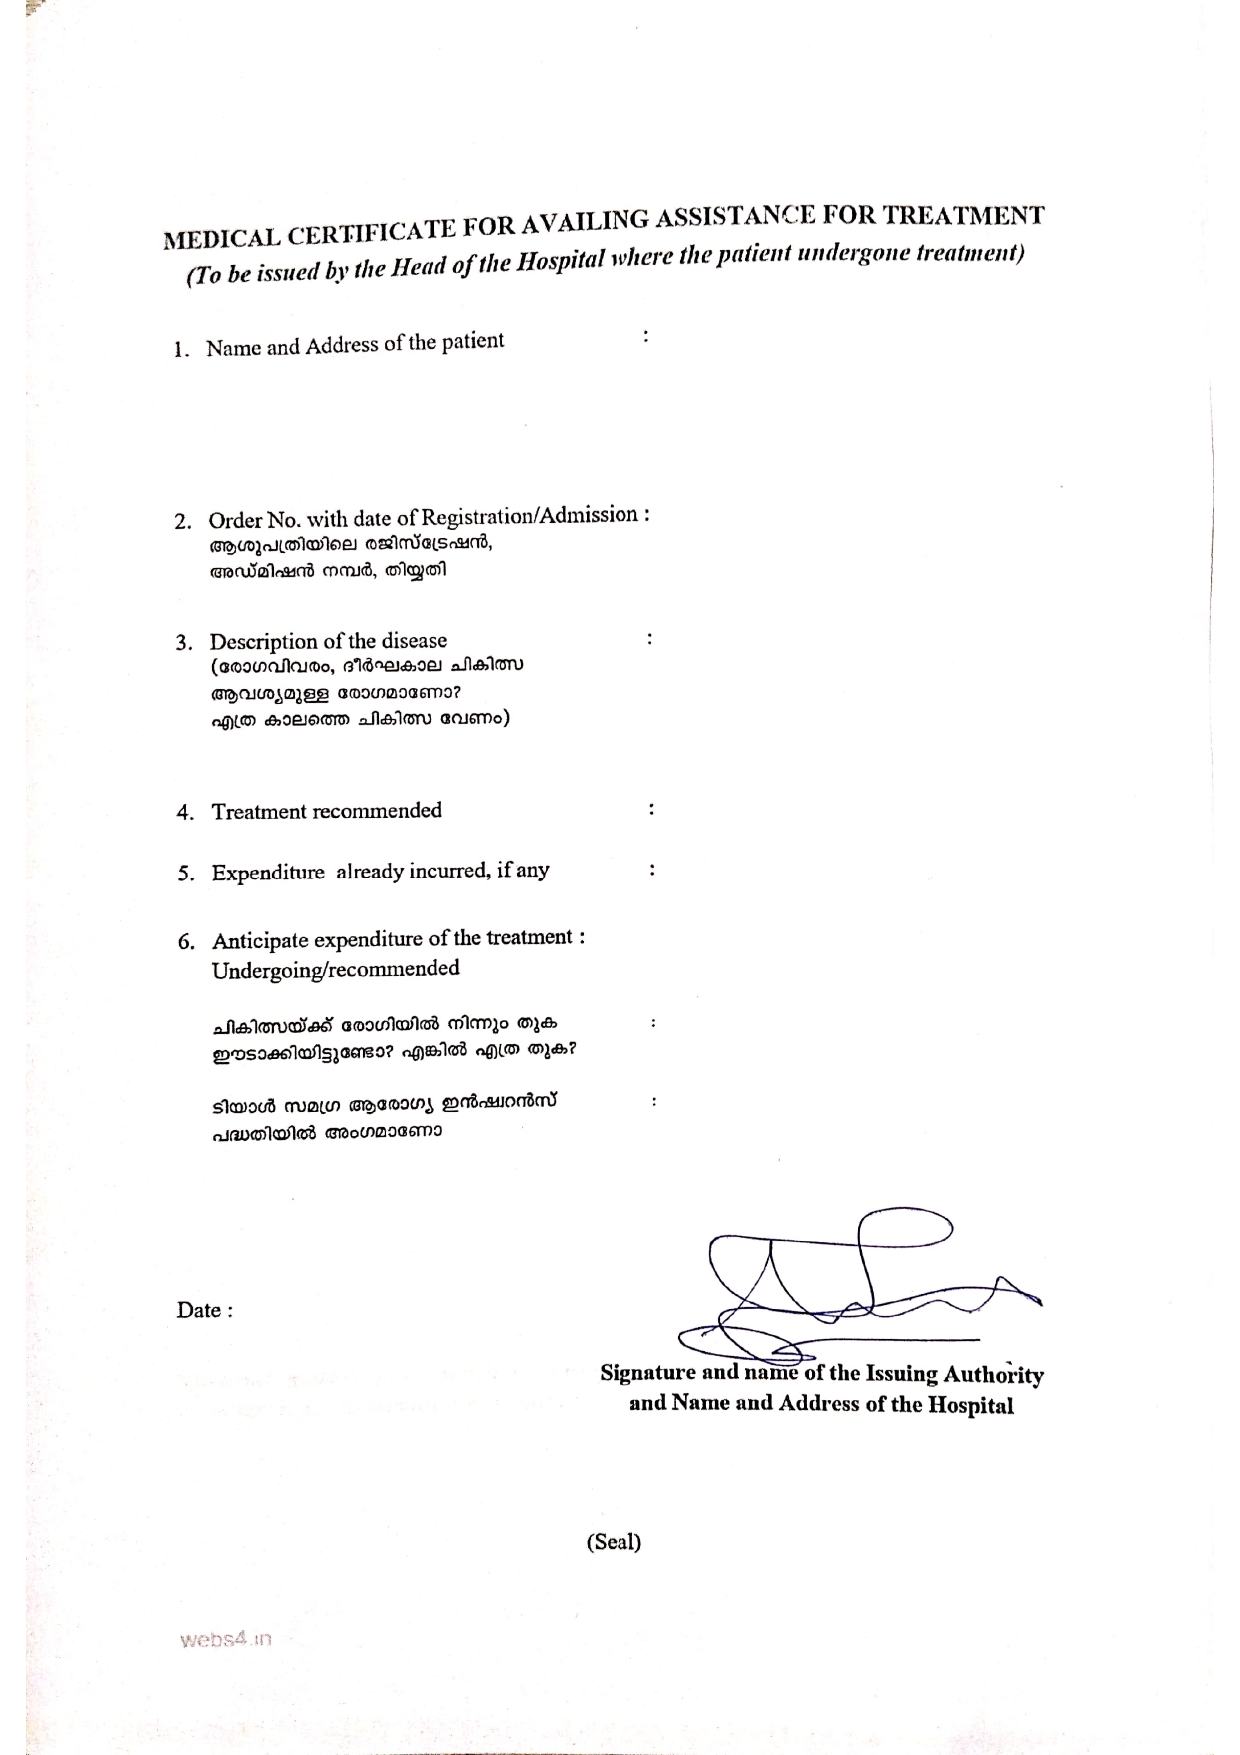 MEDICAL CERTIFICATE FOR AVAILING ASSISTANCE FOR TREATMENT
(To be issued by the Head of the Hospital where the patient undergone treatment)
1. Name and Address of the patient :
2. Order No. with date of Registration/Admission :
ആശുപത്രിയിലെ രജിസ്ട്രേഷൻ,
അഡ്മിഷൻ നമ്പർ, തിയ്യതി
3. Description of the disease :
(രോഗവിവരം, ദീർഘകാല ചികിത്സ
ആവശ്യമുള്ള രോഗമാണോ?
എത്ര കാലത്തെ ചികിത്സ വേണം)
4. Treatment recommended :
5. Expenditure already incurred, if any :
6. Anticipate expenditure of the treatment :
Undergoing/recommended
ചികിത്സയ്ക്ക് രോഗിയിൽ നിന്നും തുക :
ഈടാക്കിയിട്ടുണ്ടോ? എങ്കിൽ എത്ര തുക?
ടിയാൾ സമഗ്ര ആരോഗ്യ ഇൻഷ്വറൻസ് :
പദ്ധതിയിൽ അംഗമാണോ
Date :
Signature and name of the Issuing Authority
and Name and Address of the Hospital
(Seal)
webs4.in